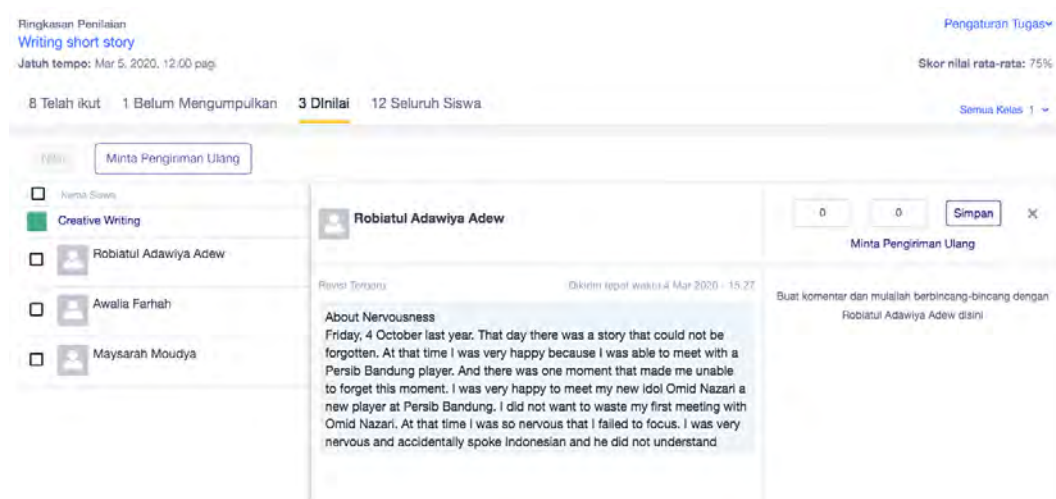 Ringkasan Penilaian
Pengaturan Tugas
Writing short story
Jatuh tempo: Mar 5, 2020, 12.00 pagi
Skor nilai rata-rata: 75%
8 Telah ikut 1 Belum Mengumpulkan 3 DInilai 12 Seluruh Siswa
Semua Kelas 1
Nilai Minta Pengiriman Ulang
Siswa
Creative Writing
Robiatul Adawiya Adew
Awalia Farhah
Maysarah Moudya
Robiatul Adawiya Adew
0 0 Simpan
Minta Pengiriman Ulang
Revisi Terbaru Dikirim tepat waktu 4 Mar 2020 - 15.27
About Nervousness
Friday, 4 October last year. That day there was a story that could not be
forgotten. At that time I was very happy because I was able to meet with a
Persib Bandung player. And there was one moment that made me unable
to forget this moment. I was very happy to meet my new idol Omid Nazari a
new player at Persib Bandung. I did not want to waste my first meeting with
Omid Nazari. At that time I was so nervous that I failed to focus. I was very
nervous and accidentally spoke Indonesian and he did not understand
Buat komentar dan mulailah berbincang-bincang dengan
Robiatul Adawiya Adew disini